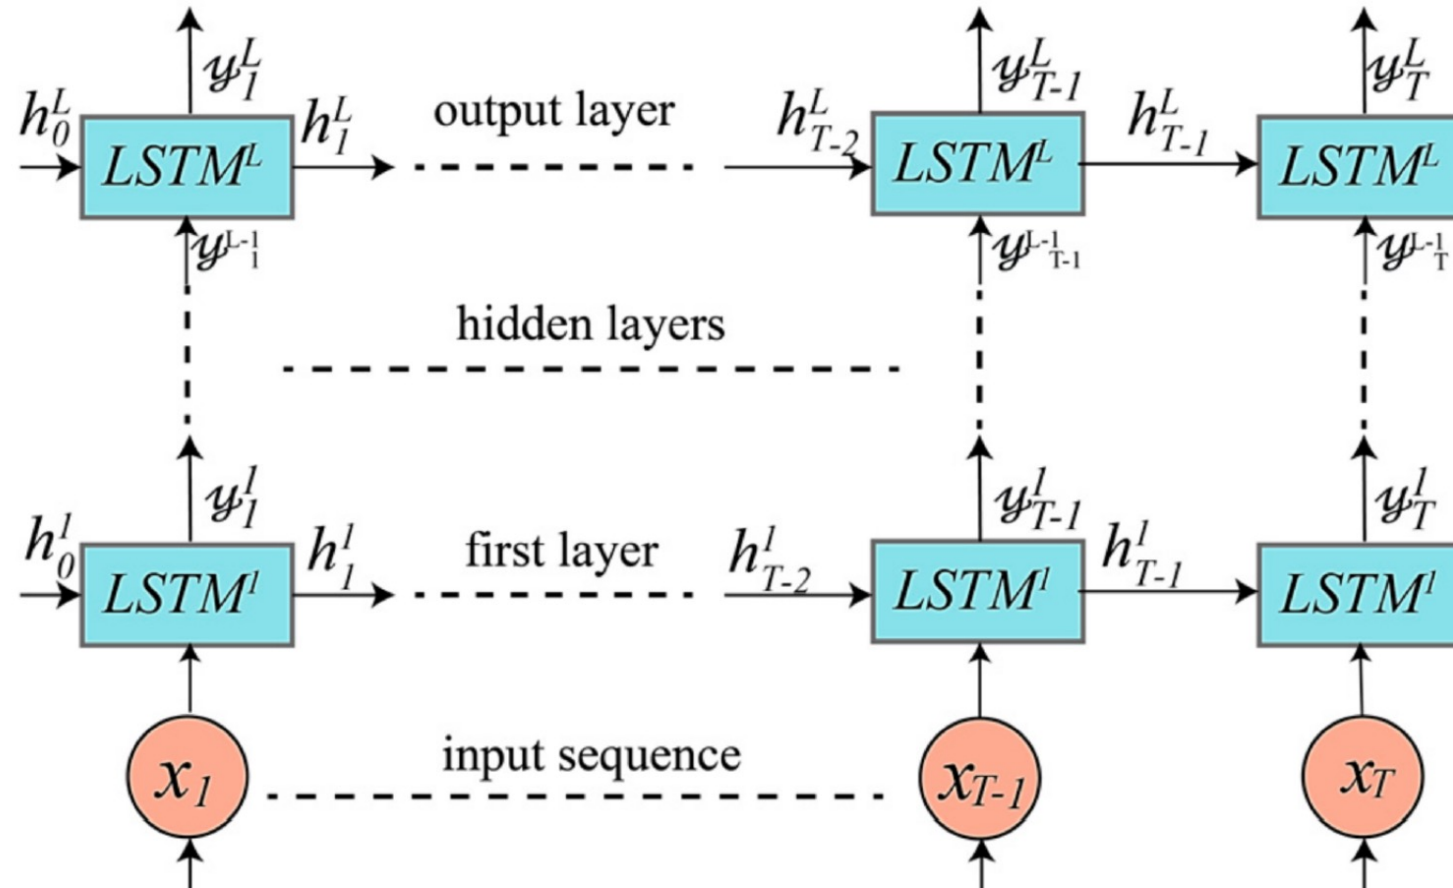 y_1^L y_{T-1}^L y_T^L
h_0^L h_1^L output layer h_{T-2}^L h_{T-1}^L
LSTM^L LSTM^L LSTM^L
y_1^{L-1} y_{T-1}^{L-1} y_T^{L-1}
hidden layers
y_1^1 y_{T-1}^1 y_T^1
h_0^1 h_1^1 first layer h_{T-2}^1 h_{T-1}^1
LSTM^1 LSTM^1 LSTM^1
input sequence
x_1 x_{T-1} x_T